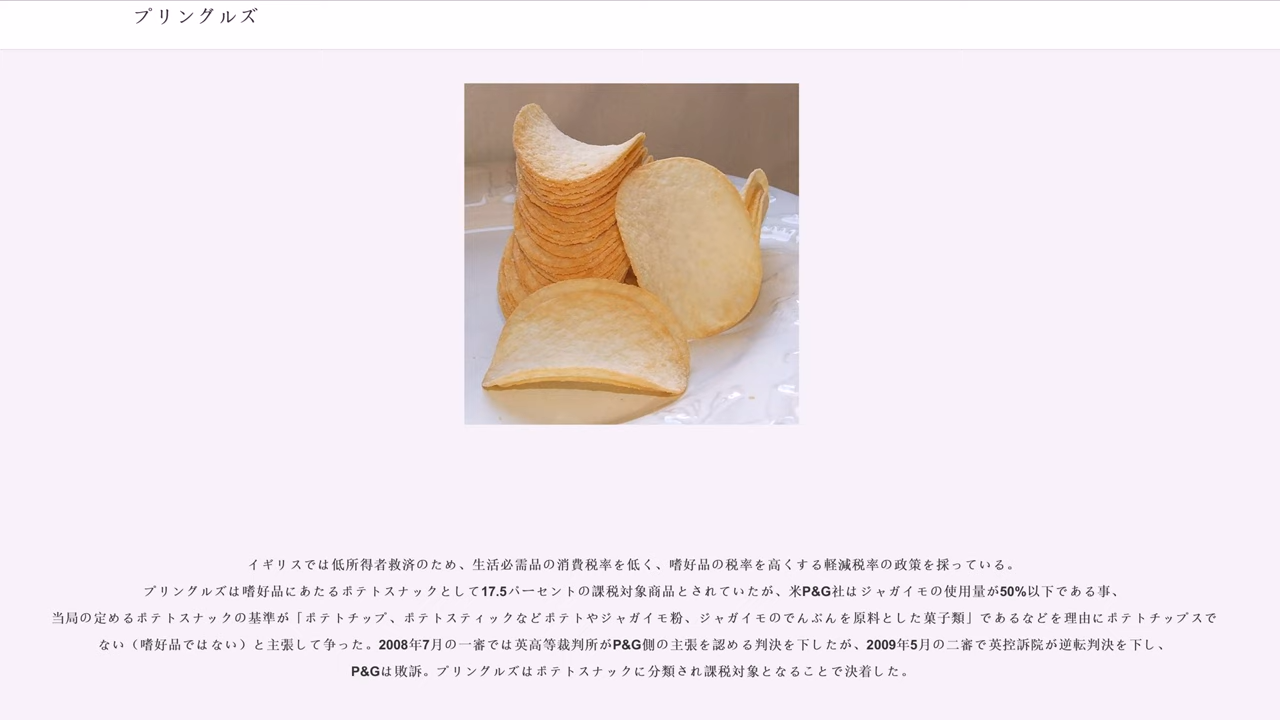 プリングルズ
イギリスでは低所得者救済のため、生活必需品の消費税率を低く、嗜好品の税率を高くする軽減税率の政策を採っている。
プリングルズは嗜好品にあたるポテトスナックとして17.5パーセントの課税対象商品とされていたが、米P&G社はジャガイモの使用量が50%以下である事、
当局の定めるポテトスナックの基準が「ポテトチップ、ポテトスティックなどポテトやジャガイモ粉、ジャガイモのでんぷんを原料とした菓子類」であるなどを理由にポテトチップスで
ない（嗜好品ではない）と主張して争った。2008年7月の一審では英高等裁判所がP&G側の主張を認める判決を下したが、2009年5月の二審で英控訴院が逆転判決を下し、
P&Gは敗訴。プリングルズはポテトスナックに分類され課税対象となることで決着した。